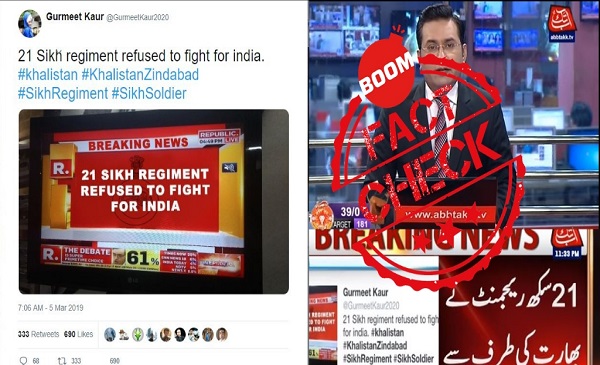 Gurmeet Kaur @GurmeetKaur2020
21 Sikh regiment refused to fight for india.
#khalistan #KhalistanZindabad
#SikhRegiment #SikhSoldier
BREAKING NEWS
REPUBLIC
LIVE
R.
21 SIKH REGIMENT
REFUSED TO FIGHT
FOR INDIA
R.
THE DEBATE
61%
7:06 AM - 5 Mar 2019
333 Retweets 690 Likes
68 333 690
abbtakk.tv
BOOM
FACT
CHECK
39/0
TARGET 181
www.abbtakk.tv
BREAKING NEWS
11:33 PM
Gurmeet Kaur
@GurmeetKaur2020
21 Sikh regiment refused to figh
for india. #khalistan
#KhalistanZindabad
#SikhRegiment #SikhSoldier
21 سکھ ریجمنٹ نے
بھارت کی طرف سے